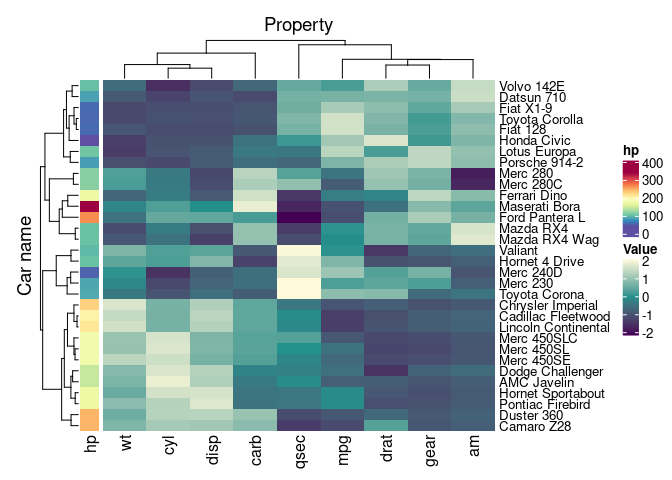 Property
Volvo 142E
Datsun 710
Fiat X1-9
Toyota Corolla
Fiat 128
Honda Civic
Lotus Europa
Porsche 914-2
Merc 280
Merc 280C
Ferrari Dino
Maserati Bora
Ford Pantera L
Mazda RX4
Mazda RX4 Wag
Valiant
Hornet 4 Drive
Merc 240D
Merc 230
Toyota Corona
Chrysler Imperial
Cadillac Fleetwood
Lincoln Continental
Merc 450SLC
Merc 450SL
Merc 450SE
Dodge Challenger
AMC Javelin
Hornet Sportabout
Pontiac Firebird
Duster 360
Camaro Z28
Car name
hp
wt
cyl
disp
carb
qsec
mpg
drat
gear
am
hp
400
300
200
100
0
Value
2
1
0
-1
-2